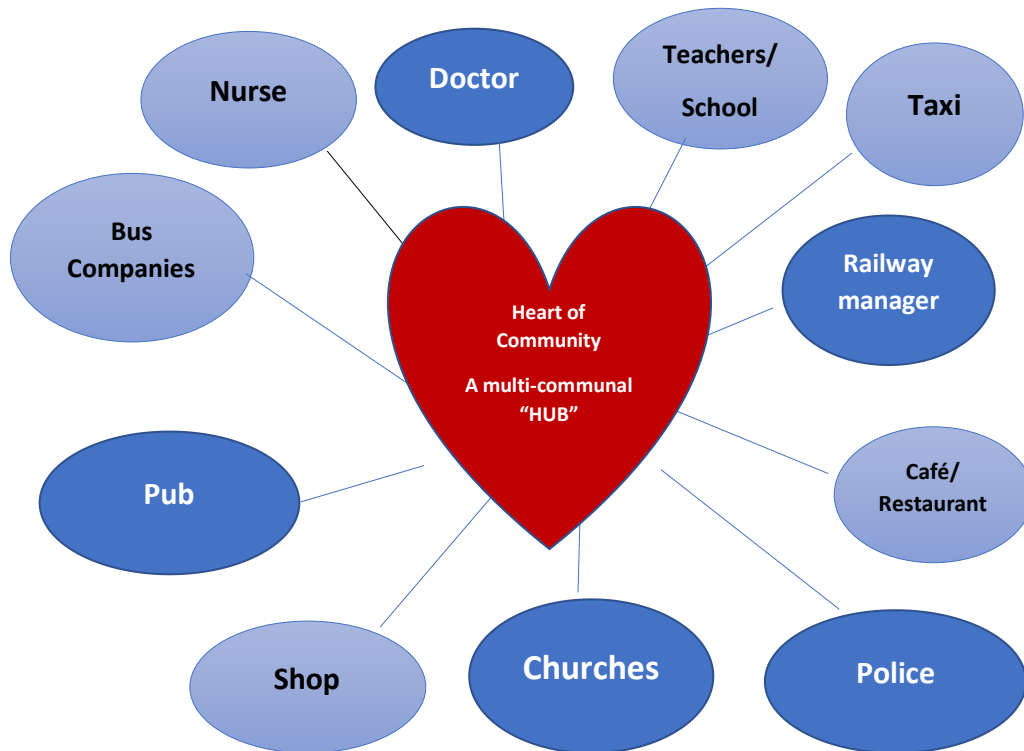 Nurse
Doctor
Teachers/
School
Taxi
Bus
Companies
Railway
manager
Heart of
Community
A multi-communal
“HUB”
Pub
Café/
Restaurant
Shop
Churches
Police